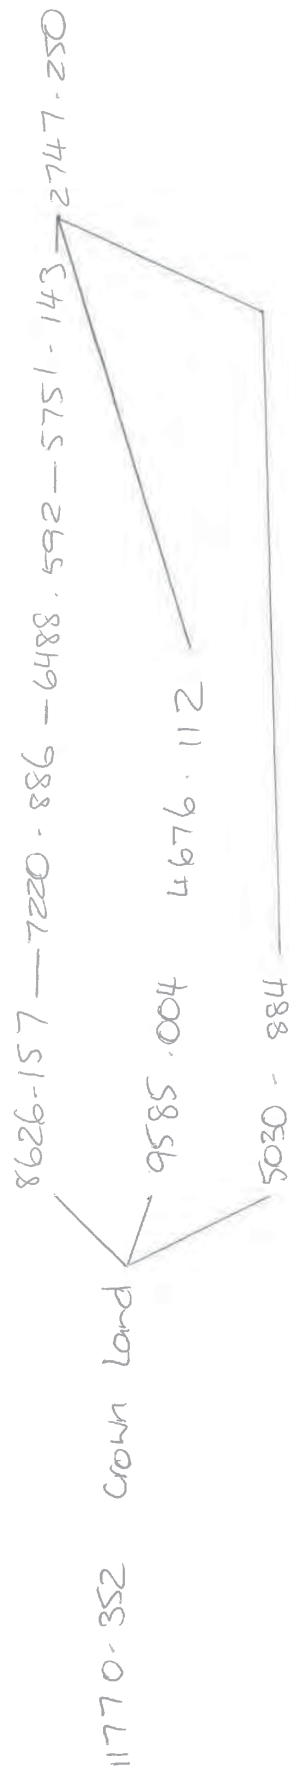 8626-157 — 7220 - 886 — 6488 . 592 — 5751 - 143 — 2747 - 250
9585 . 004 4676 . 112
11770 - 352 Crown Land
5030 - 884